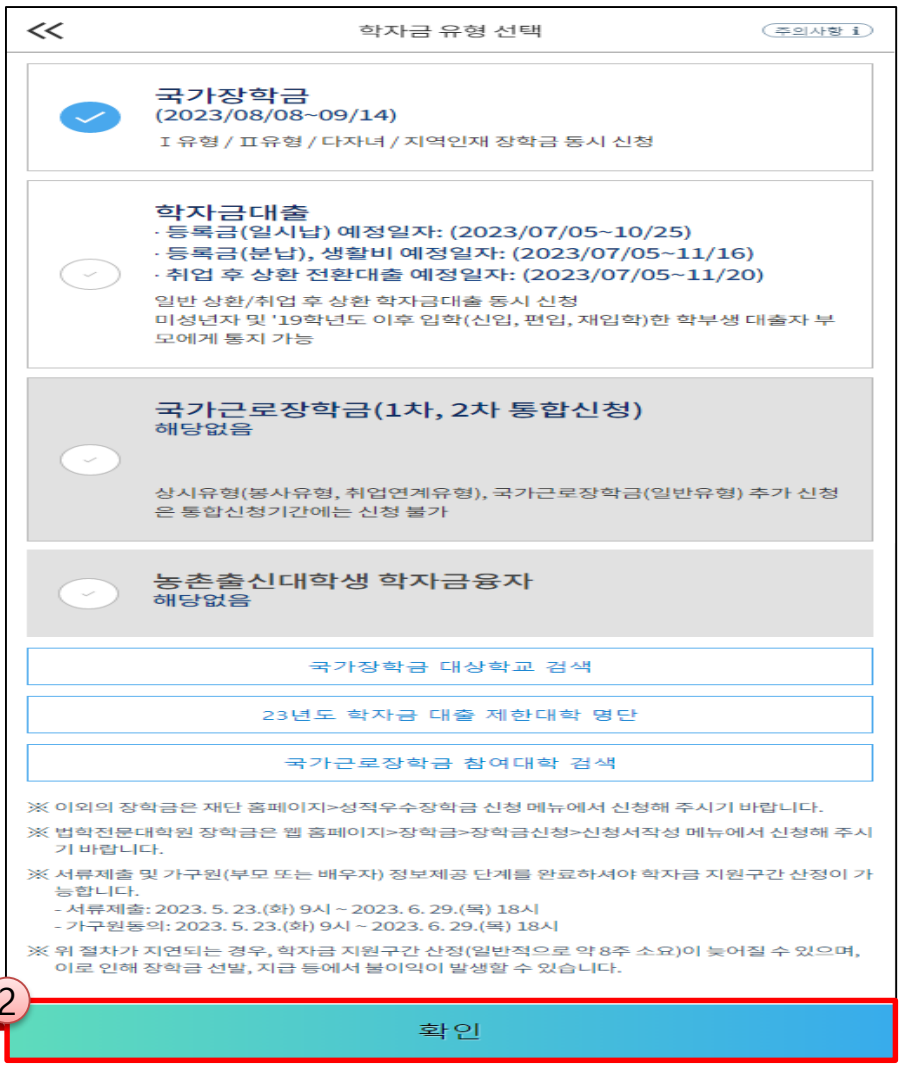 << 학자금 유형 선택 주의사항 i
국가장학금
(2023/08/08~09/14)
I 유형 / II유형 / 다자녀 / 지역인재 장학금 동시 신청
학자금대출
· 등록금(일시납) 예정일자: (2023/07/05~10/25)
· 등록금(분납), 생활비 예정일자: (2023/07/05~11/16)
· 취업 후 상환 전환대출 예정일자: (2023/07/05~11/20)
일반 상환/취업 후 상환 학자금대출 동시 신청
미성년자 및 '19학년도 이후 입학(신입, 편입, 재입학)한 학부생 대출자 부
모에게 통지 가능
국가근로장학금(1차, 2차 통합신청)
해당없음
상시유형(봉사유형, 취업연계유형), 국가근로장학금(일반유형) 추가 신청
은 통합신청기간에는 신청 불가
농촌출신대학생 학자금융자
해당없음
국가장학금 대상학교 검색
23년도 학자금 대출 제한대학 명단
국가근로장학금 참여대학 검색
※ 이외의 장학금은 재단 홈페이지>성적우수장학금 신청 메뉴에서 신청해 주시기 바랍니다.
※ 법학전문대학원 장학금은 웹 홈페이지>장학금>장학금신청>신청서작성 메뉴에서 신청해 주시
기 바랍니다.
※ 서류제출 및 가구원(부모 또는 배우자) 정보제공 단계를 완료하셔야 학자금 지원구간 산정이 가
능합니다.
- 서류제출: 2023. 5. 23.(화) 9시 ~ 2023. 6. 29.(목) 18시
- 가구원동의: 2023. 5. 23.(화) 9시 ~ 2023. 6. 29.(목) 18시
※ 위 절차가 지연되는 경우, 학자금 지원구간 산정(일반적으로 약 8주 소요)이 늦어질 수 있으며,
이로 인해 장학금 선발, 지급 등에서 불이익이 발생할 수 있습니다.
2
확인